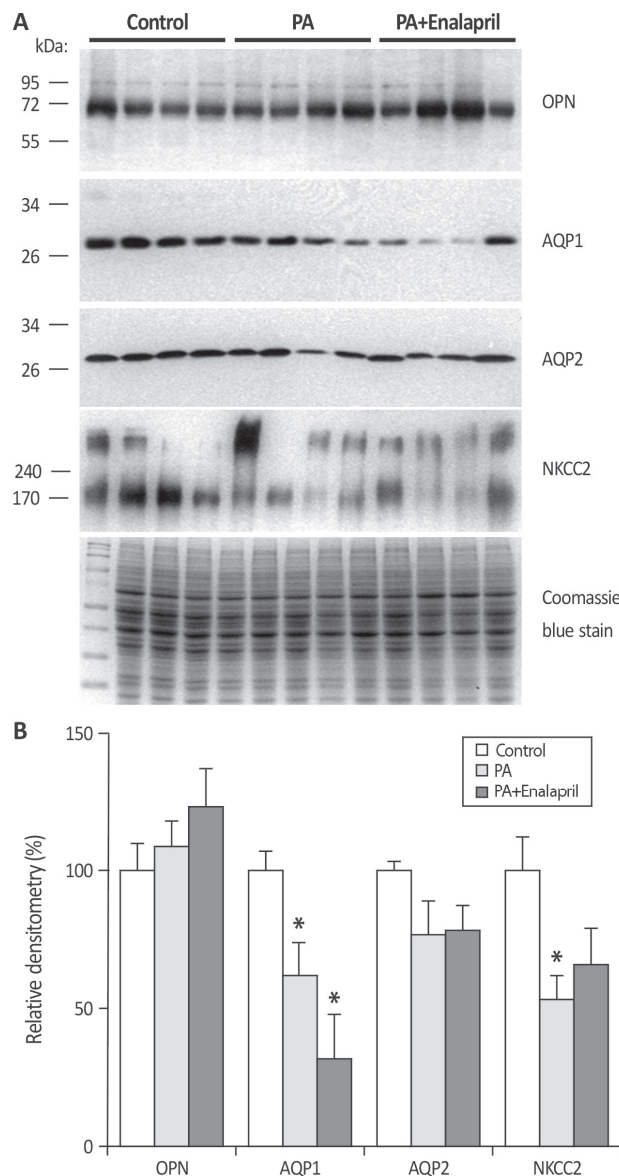 A Control PA PA+Enalapril
kDa:
95
72
55
OPN
34
26
AQP1
34
26
AQP2
240
170
NKCC2
Coomassie
blue stain
B
150
100
50
0
Relative densitometry (%)
Control
PA
PA+Enalapril
* * *
OPN AQP1 AQP2 NKCC2